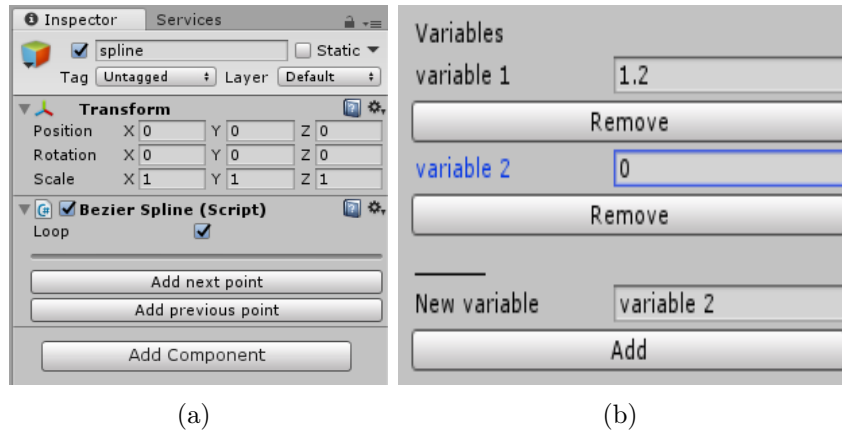 Inspector Services
spline Static
Tag Untagged Layer Default
Transform
Position X 0 Y 0 Z 0
Rotation X 0 Y 0 Z 0
Scale X 1 Y 1 Z 1
Bezier Spline (Script)
Loop
Add next point
Add previous point
Add Component
(a)
Variables
variable 1 1.2
Remove
variable 2 0
Remove
New variable variable 2
Add
(b)